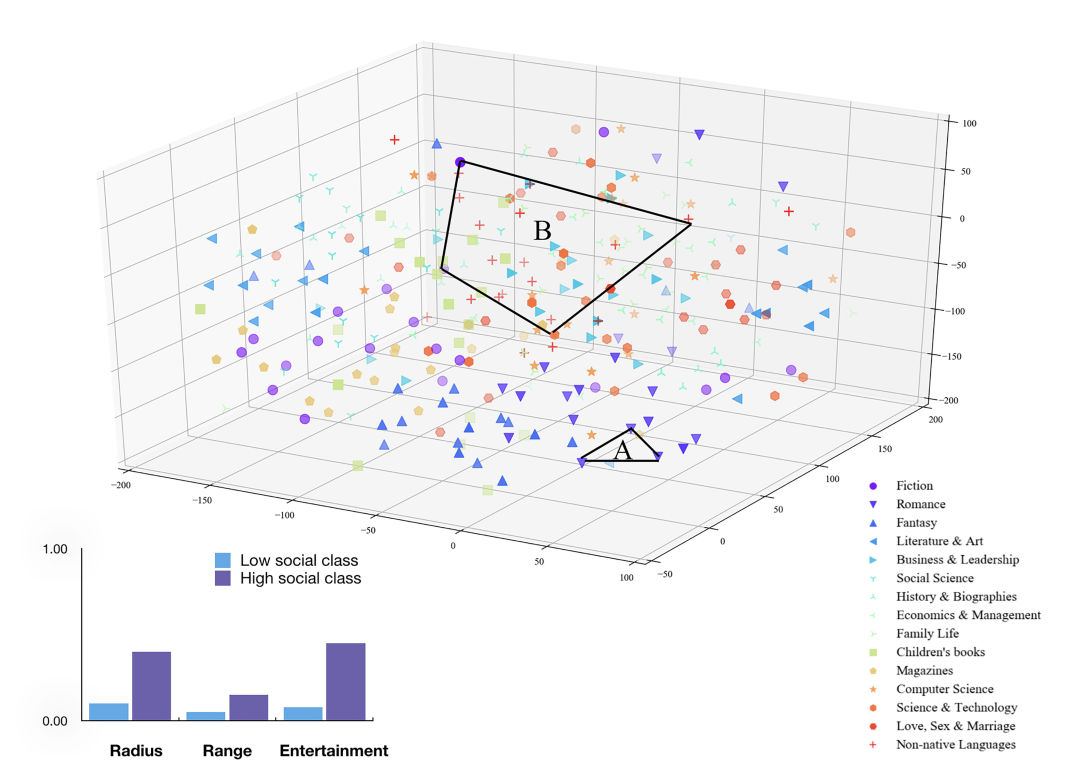 100
50
0
−50
−100
−150
−200
B
A
200
150
100
50
0
−50
−200
−150
−100
−50
0
50
100
Fiction
Romance
Fantasy
Literature & Art
Business & Leadership
Social Science
History & Biographies
Economics & Management
Family Life
Children's books
Magazines
Computer Science
Science & Technology
Love, Sex & Marriage
Non-native Languages
1.00
0.00
Low social class
High social class
Radius Range Entertainment